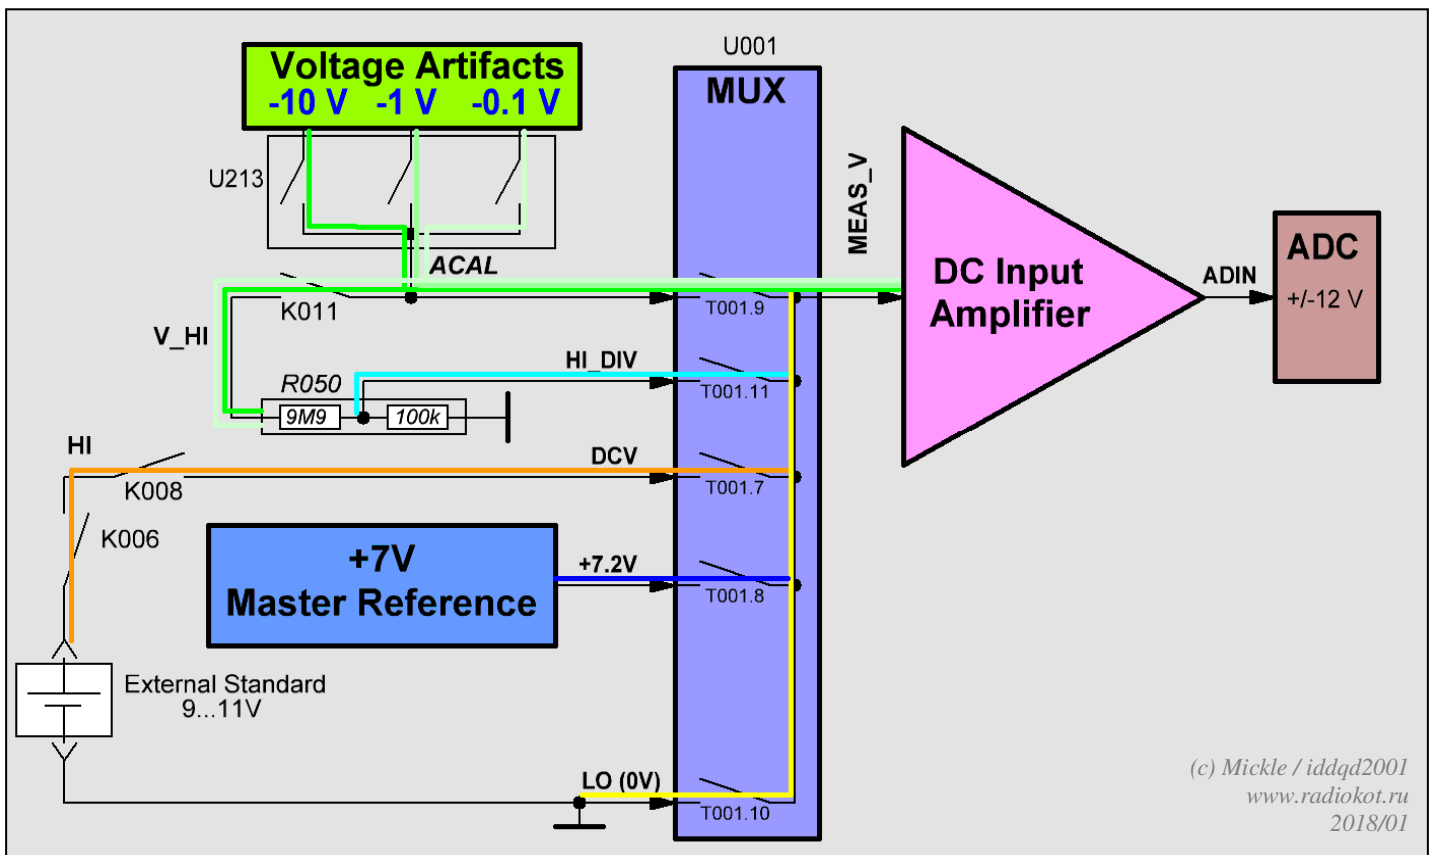 U001
Voltage Artifacts
-10 V -1 V -0.1 V
MUX
U213
MEAS_V
ACAL
DC Input
Amplifier
ADC
+/-12 V
ADIN
K011
T001.9
V_HI
HI_DIV
R050
T001.11
9M9
100k
HI
DCV
K008
T001.7
K006
+7V
Master Reference
+7.2V
T001.8
External Standard
9...11V
LO (0V)
T001.10
(c) Mickle / iddqd2001
www.radiokot.ru
2018/01